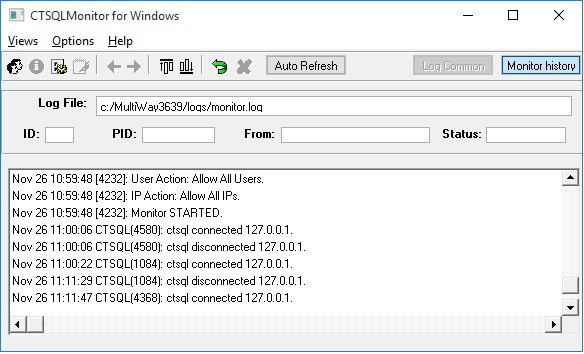 CTSQLMonitor for Windows
Views Options Help
Auto Refresh Log Common Monitor history
Log File: c:/MultiWay3639/logs/monitor.log
ID: PID: From: Status:
Nov 26 10:59:48 [4232]: User Action: Allow All Users.
Nov 26 10:59:48 [4232]: IP Action: Allow All IPs.
Nov 26 10:59:48 [4232]: Monitor STARTED.
Nov 26 11:00:06 CTSQL(4580): ctsql connected 127.0.0.1.
Nov 26 11:00:06 CTSQL(4580): ctsql disconnected 127.0.0.1.
Nov 26 11:00:22 CTSQL(1084): ctsql connected 127.0.0.1.
Nov 26 11:11:29 CTSQL(1084): ctsql disconnected 127.0.0.1.
Nov 26 11:11:47 CTSQL(4368): ctsql connected 127.0.0.1.